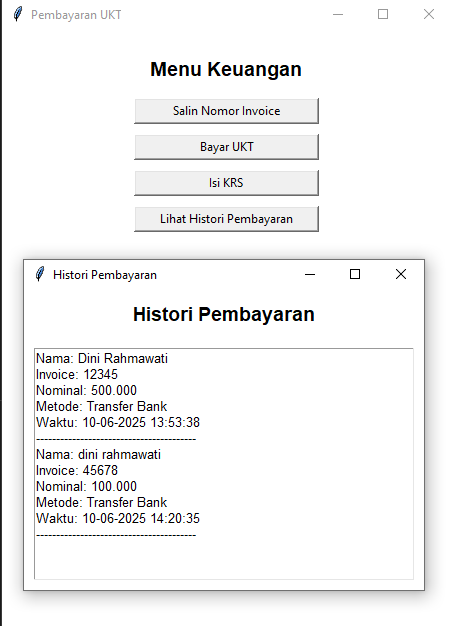 Pembayaran UKT
Menu Keuangan
Salin Nomor Invoice
Bayar UKT
Isi KRS
Lihat Histori Pembayaran
Histori Pembayaran
Histori Pembayaran
Nama: Dini Rahmawati
Invoice: 12345
Nominal: 500.000
Metode: Transfer Bank
Waktu: 10-06-2025 13:53:38
----------------------------------------
Nama: dini rahmawati
Invoice: 45678
Nominal: 100.000
Metode: Transfer Bank
Waktu: 10-06-2025 14:20:35
----------------------------------------